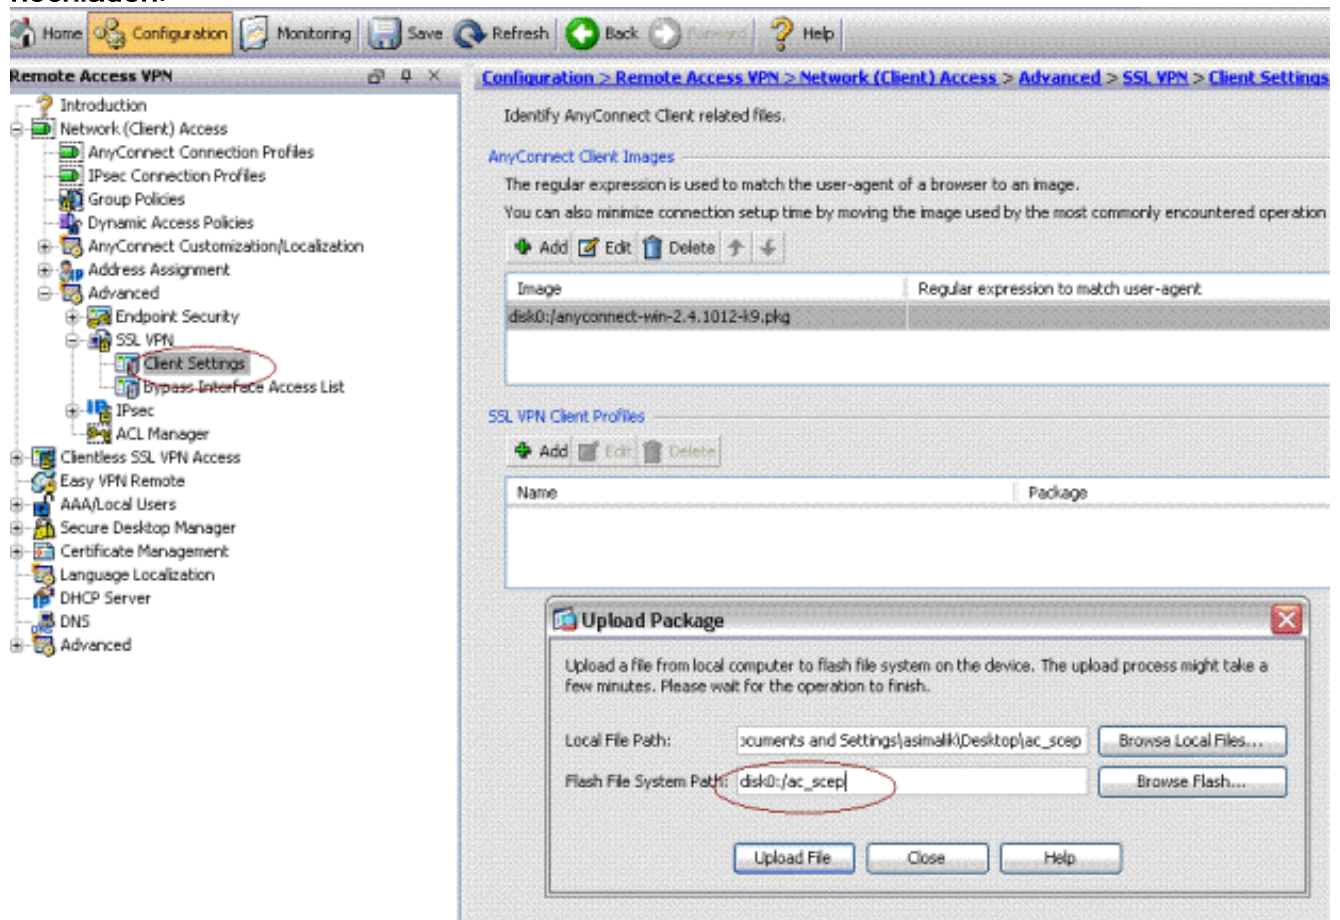 Home Configuration Monitoring Save Refresh Back Forward Help
Remote Access VPN
Introduction
Network (Client) Access
AnyConnect Connection Profiles
IPsec Connection Profiles
Group Policies
Dynamic Access Policies
AnyConnect Customization/Localization
Address Assignment
Advanced
Endpoint Security
SSL VPN
Client Settings
Bypass Interface Access List
IPsec
ACL Manager
Clientless SSL VPN Access
Easy VPN Remote
AAA/Local Users
Secure Desktop Manager
Certificate Management
Language Localization
DHCP Server
DNS
Advanced
Configuration > Remote Access VPN > Network (Client) Access > Advanced > SSL VPN > Client Settings
Identify AnyConnect Client related files.
AnyConnect Client Images
The regular expression is used to match the user-agent of a browser to an image.
You can also minimize connection setup time by moving the image used by the most commonly encountered operation
Add Edit Delete
Image Regular expression to match user-agent
disk0:/anyconnect-win-2.4.1012-k9.pkg
SSL VPN Client Profiles
Add Edit Delete
Name Package
Upload Package
Upload a file from local computer to flash file system on the device. The upload process might take a
few minutes. Please wait for the operation to finish.
Local File Path: ocuments and Settings\asimalik\Desktop\ac_scep Browse Local Files...
Flash File System Path: disk0:/ac_scep Browse Flash...
Upload File Close Help